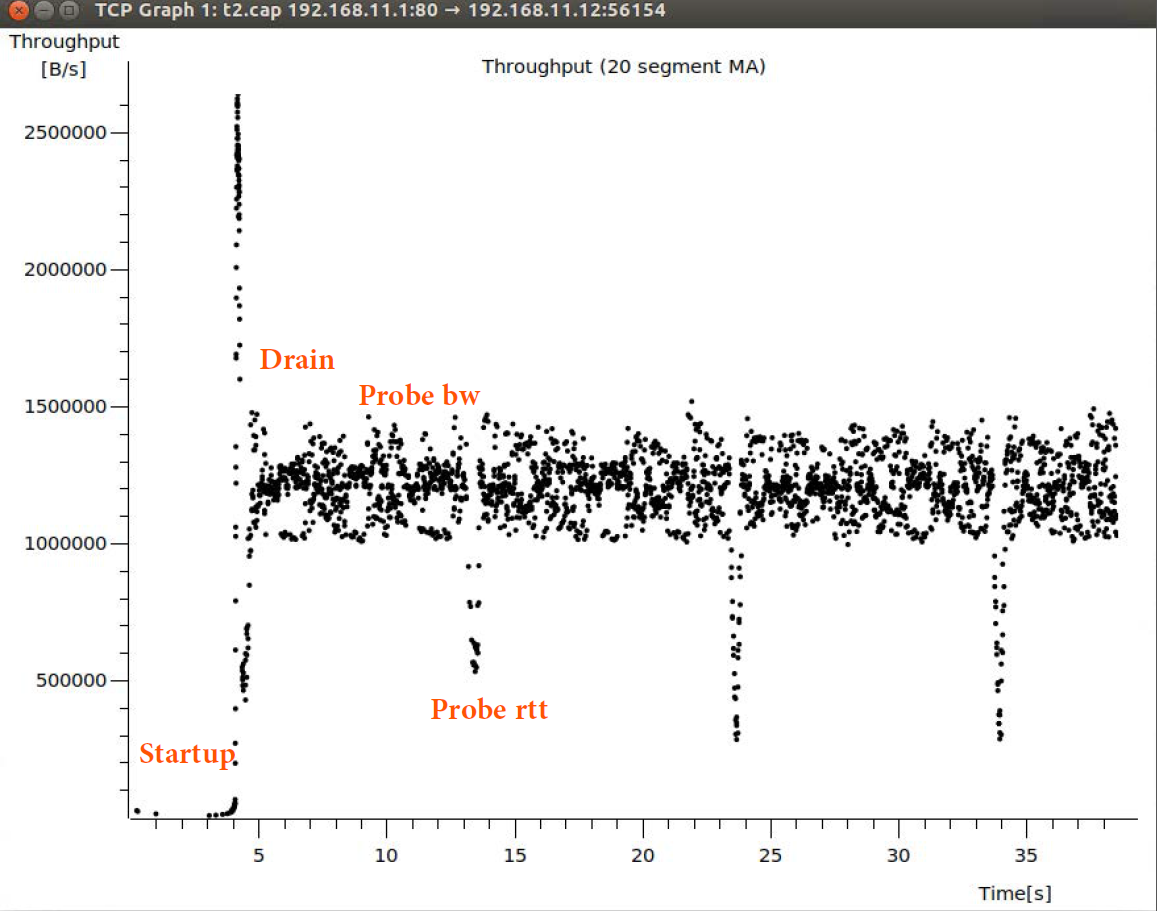 TCP Graph 1: t2.cap 192.168.11.1:80 → 192.168.11.12:56154
Throughput
[B/s]
Throughput (20 segment MA)
2500000
2000000
Drain
Probe bw
1500000
1000000
500000
Probe rtt
Startup
5 10 15 20 25 30 35
Time[s]